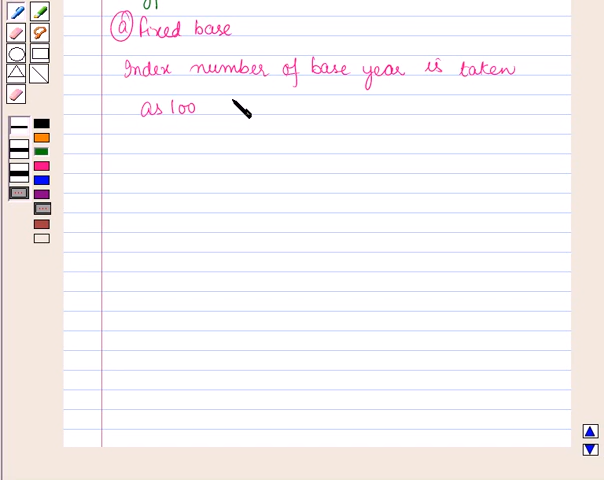 (a) Fixed base
Index number of base year is taken
as 100